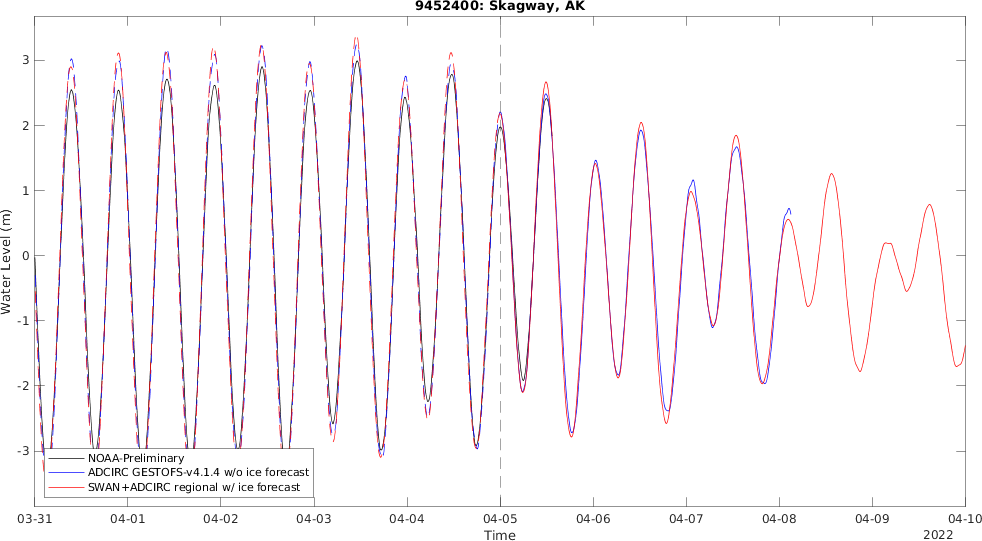 9452400: Skagway, AK
Water Level (m)
3
2
1
0
-1
-2
-3
NOAA-Preliminary
ADCIRC GESTOFS-v4.1.4 w/o ice forecast
SWAN+ADCIRC regional w/ ice forecast
03-31 04-01 04-02 04-03 04-04 04-05 04-06 04-07 04-08 04-09 04-10
Time
2022